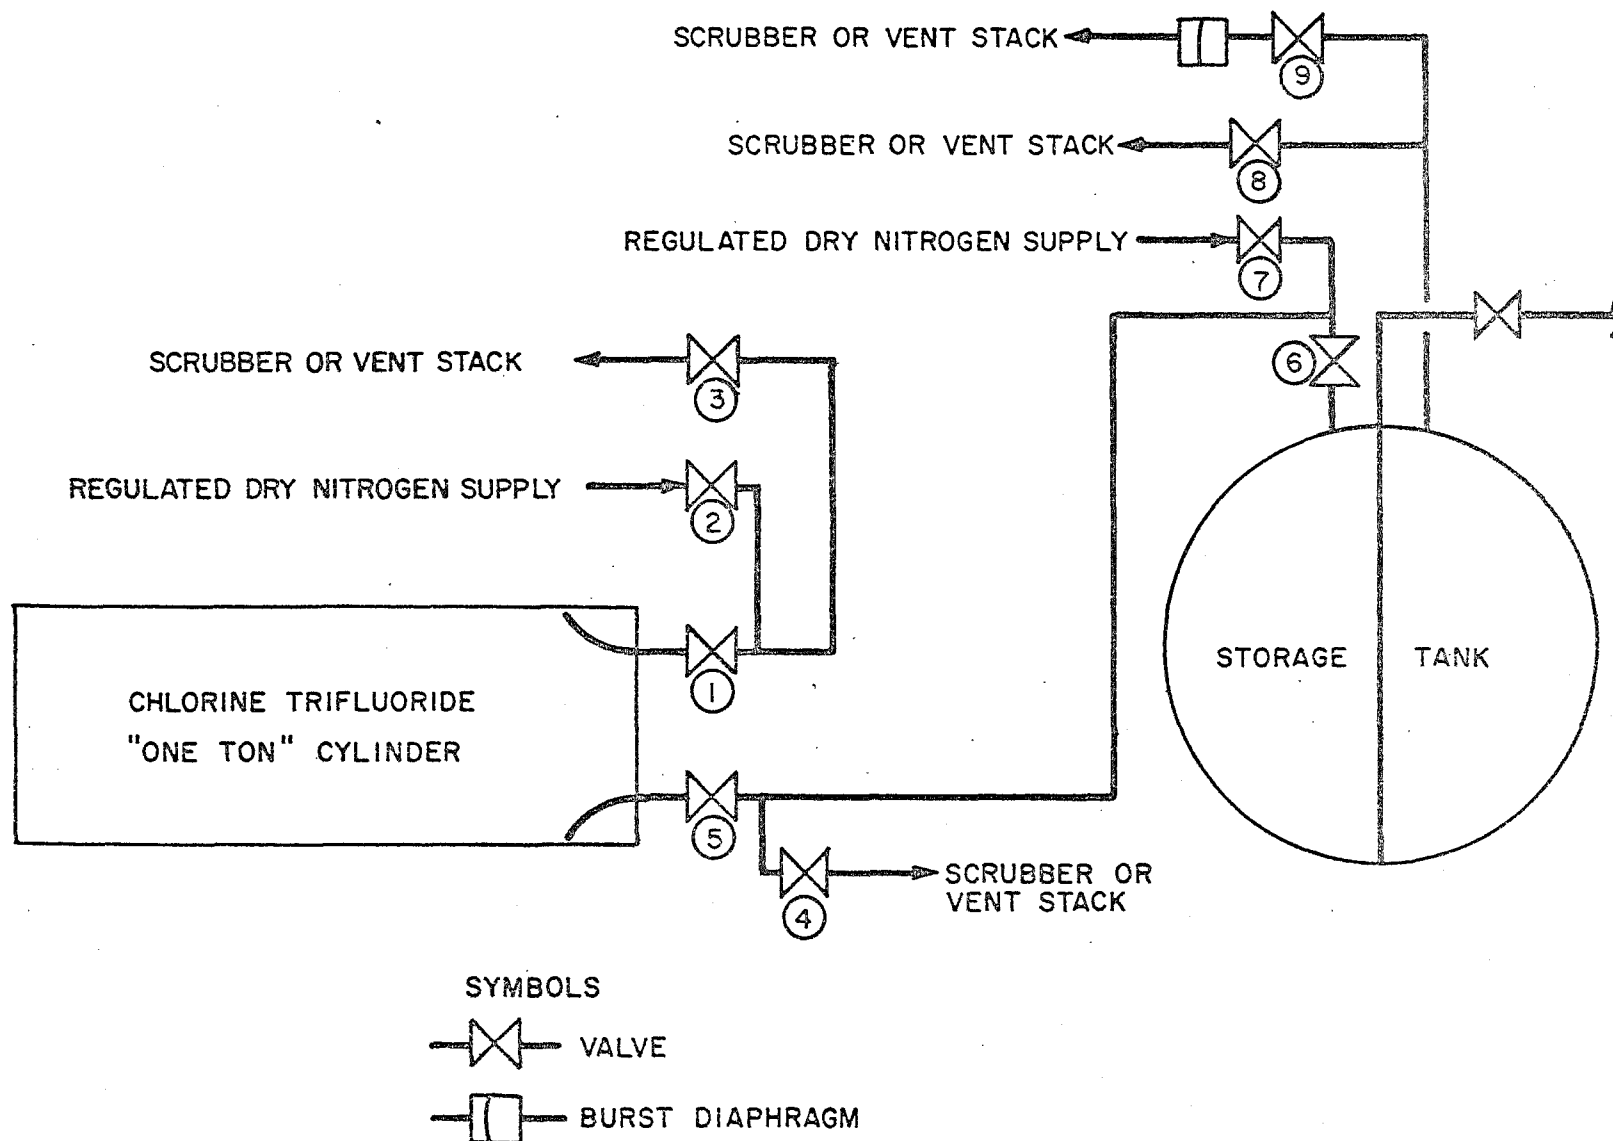 SCRUBBER OR VENT STACK
9
SCRUBBER OR VENT STACK
8
REGULATED DRY NITROGEN SUPPLY
7
6
SCRUBBER OR VENT STACK
3
REGULATED DRY NITROGEN SUPPLY
2
1
CHLORINE TRIFLUORIDE
"ONE TON" CYLINDER
STORAGE TANK
5
4
SCRUBBER OR
VENT STACK
SYMBOLS
VALVE
BURST DIAPHRAGM